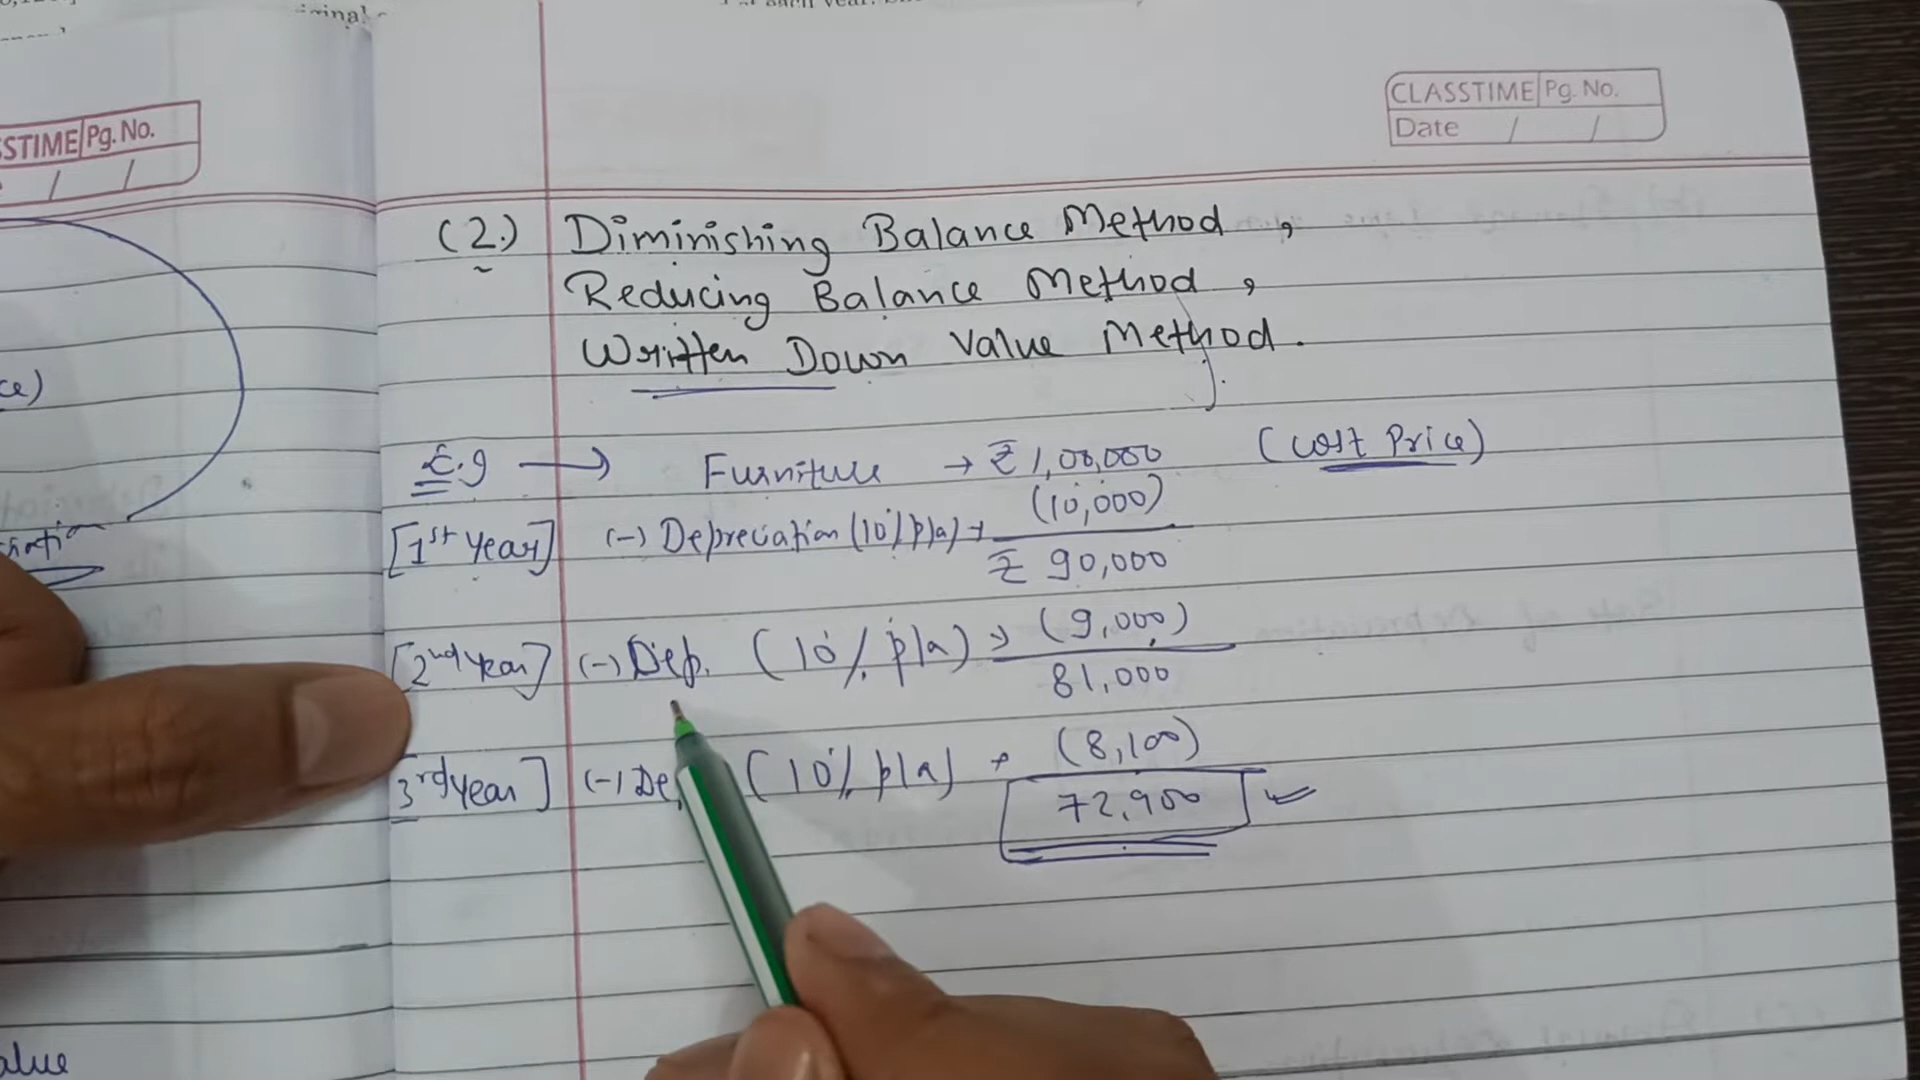 STIME Pg. No.
CLASSTIME Pg. No.
Date / /
(2.) Diminishing Balance Method,
Reducing Balance Method,
Written Down Value Method.
E.g → Furniture → ₹ 1,00,000 (Cost Price)
[1st Year] (-) Depreciation (10% p|a) → (10,000)
₹ 90,000
[2nd Year] (-) Dep. (10% p|a) → (9,000)
81,000
3rd Year] (-) De (10% p|a) → (8,100)
72,900
ce)
alue